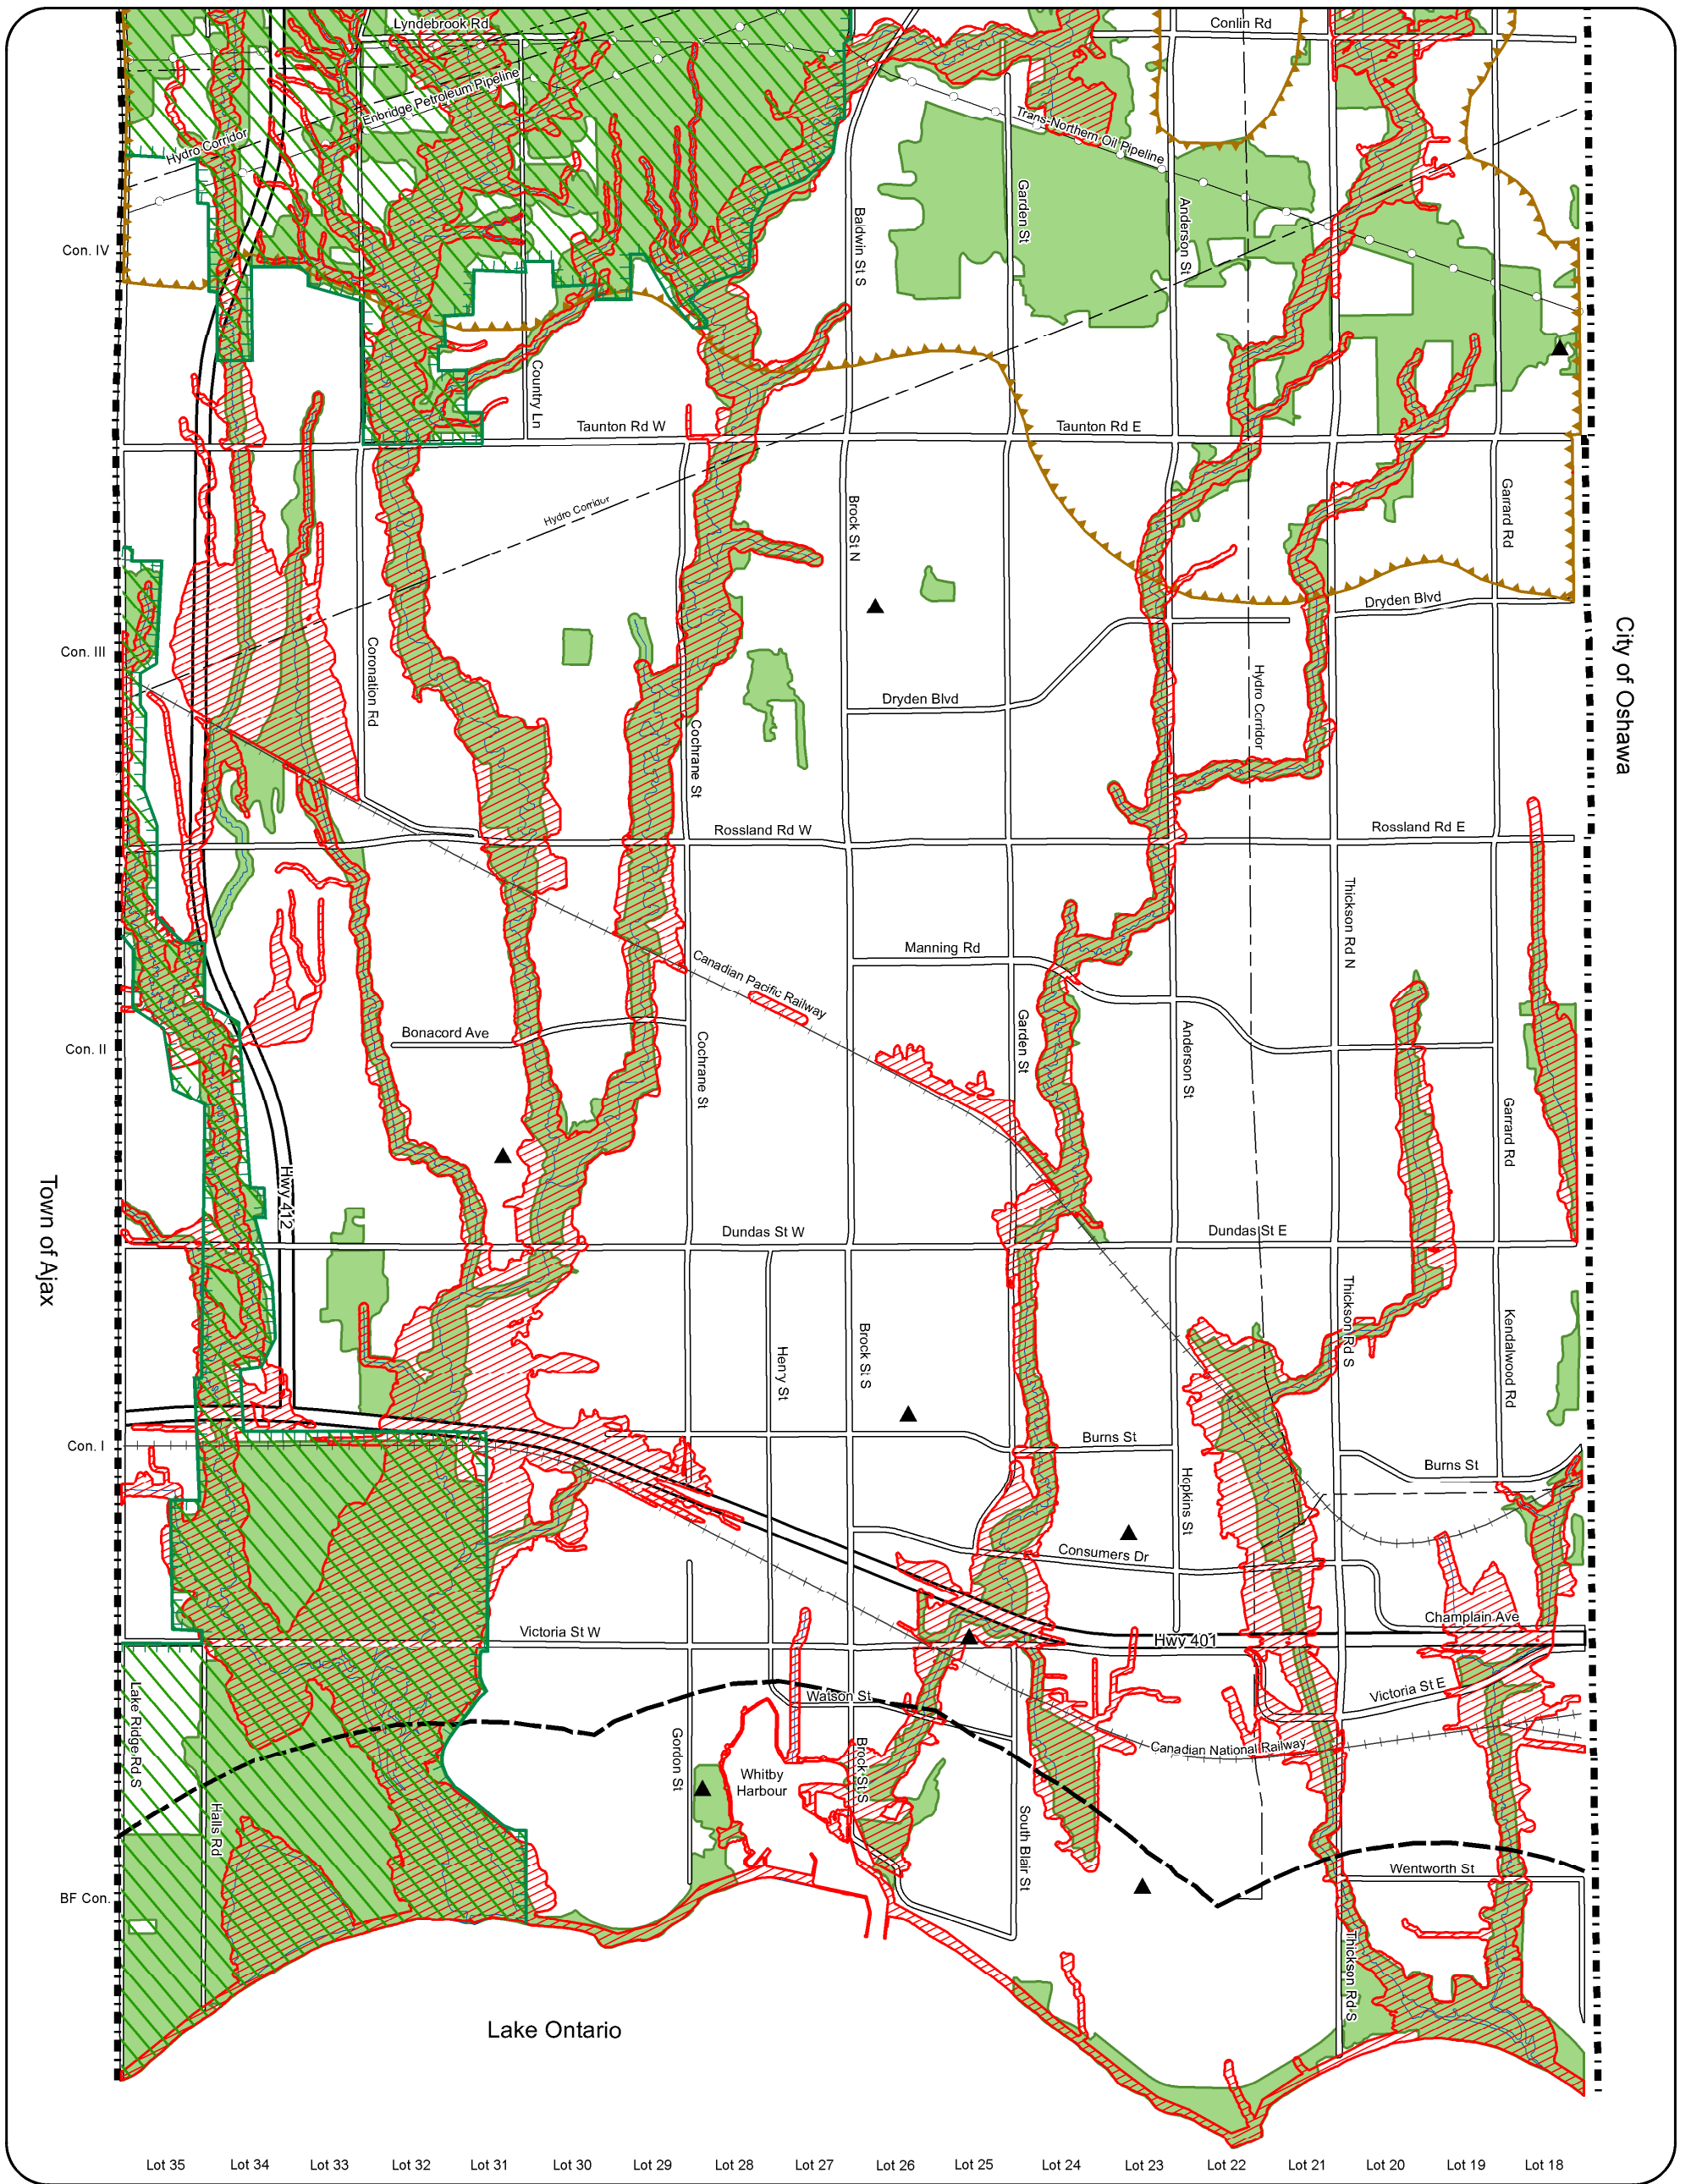 Lyndebrook Rd
Conlin Rd
Enbridge Petroleum Pipeline
Hydro Corridor
Trans-Northern Oil Pipeline
Con. IV
Baldwin St S
Garden St
Anderson St
Country Ln
Taunton Rd W
Taunton Rd E
Hydro Corridor
Brock St N
Garrard Rd
Dryden Blvd
City of Oshawa
Con. III
Coronation Rd
Cochrane St
Dryden Blvd
Hydro Corridor
Rossland Rd W
Rossland Rd E
Thickson Rd N
Manning Rd
Canadian Pacific Railway
Bonacord Ave
Con. II
Cochrane St
Garden St
Anderson St
Garrard Rd
Town of Ajax
Hwy 412
Dundas St W
Dundas St E
Henry St
Brock St S
Thickson Rd S
Kendalwood Rd
Con. I
Burns St
Burns St
Hopkins St
Consumers Dr
Champlain Ave
Victoria St W
Hwy 401
Lake Ridge Rd S
Watson St
Victoria St E
Gordon St
Whitby
Harbour
Brock St S
Canadian National Railway
Halls Rd
South Blair St
Wentworth St
BF Con.
Thickson Rd S
Lake Ontario
Lot 35 Lot 34 Lot 33 Lot 32 Lot 31 Lot 30 Lot 29 Lot 28 Lot 27 Lot 26 Lot 25 Lot 24 Lot 23 Lot 22 Lot 21 Lot 20 Lot 19 Lot 18